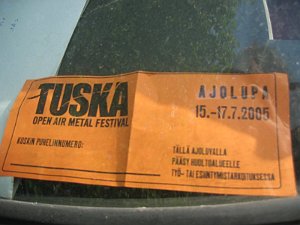 TUSKA
OPEN AIR METAL FESTIVAL
KUSKIN PUHELINNUMERO:
AJOLUPA
15.-17.7.2005
TÄLLÄ AJOLUVALLA
PÄÄSY HUOLTOALUEELLE
TYÖ- TAI ESIINTYMISTARKOITUKSESSA